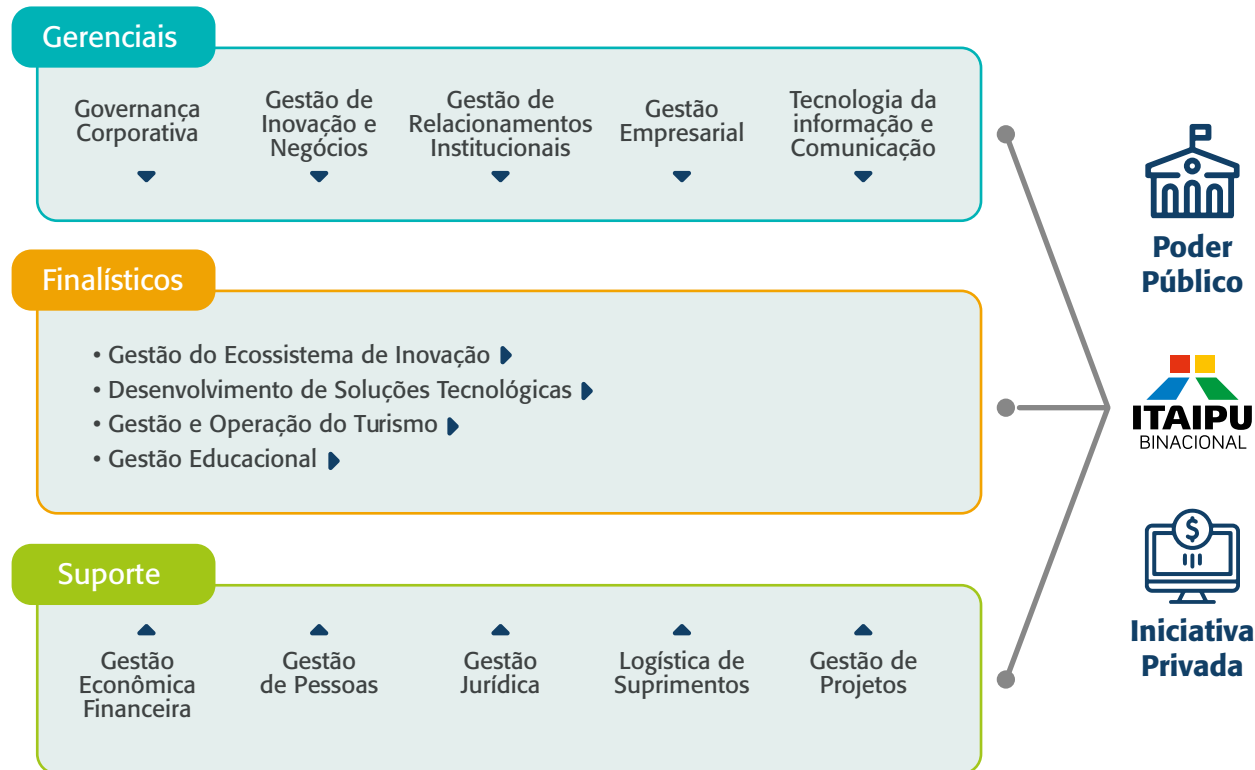 Gerenciais
Governança
Corporativa
Gestão de
Inovação e
Negócios
Gestão de
Relacionamentos
Institucionais
Gestão
Empresarial
Tecnologia da
informação e
Comunicação
Finalísticos
• Gestão do Ecossistema de Inovação
• Desenvolvimento de Soluções Tecnológicas
• Gestão e Operação do Turismo
• Gestão Educacional
Suporte
Gestão
Econômica
Financeira
Gestão
de Pessoas
Gestão
Jurídica
Logística de
Suprimentos
Gestão de
Projetos
Poder
Público
ITAIPU
BINACIONAL
$
Iniciativa
Privada